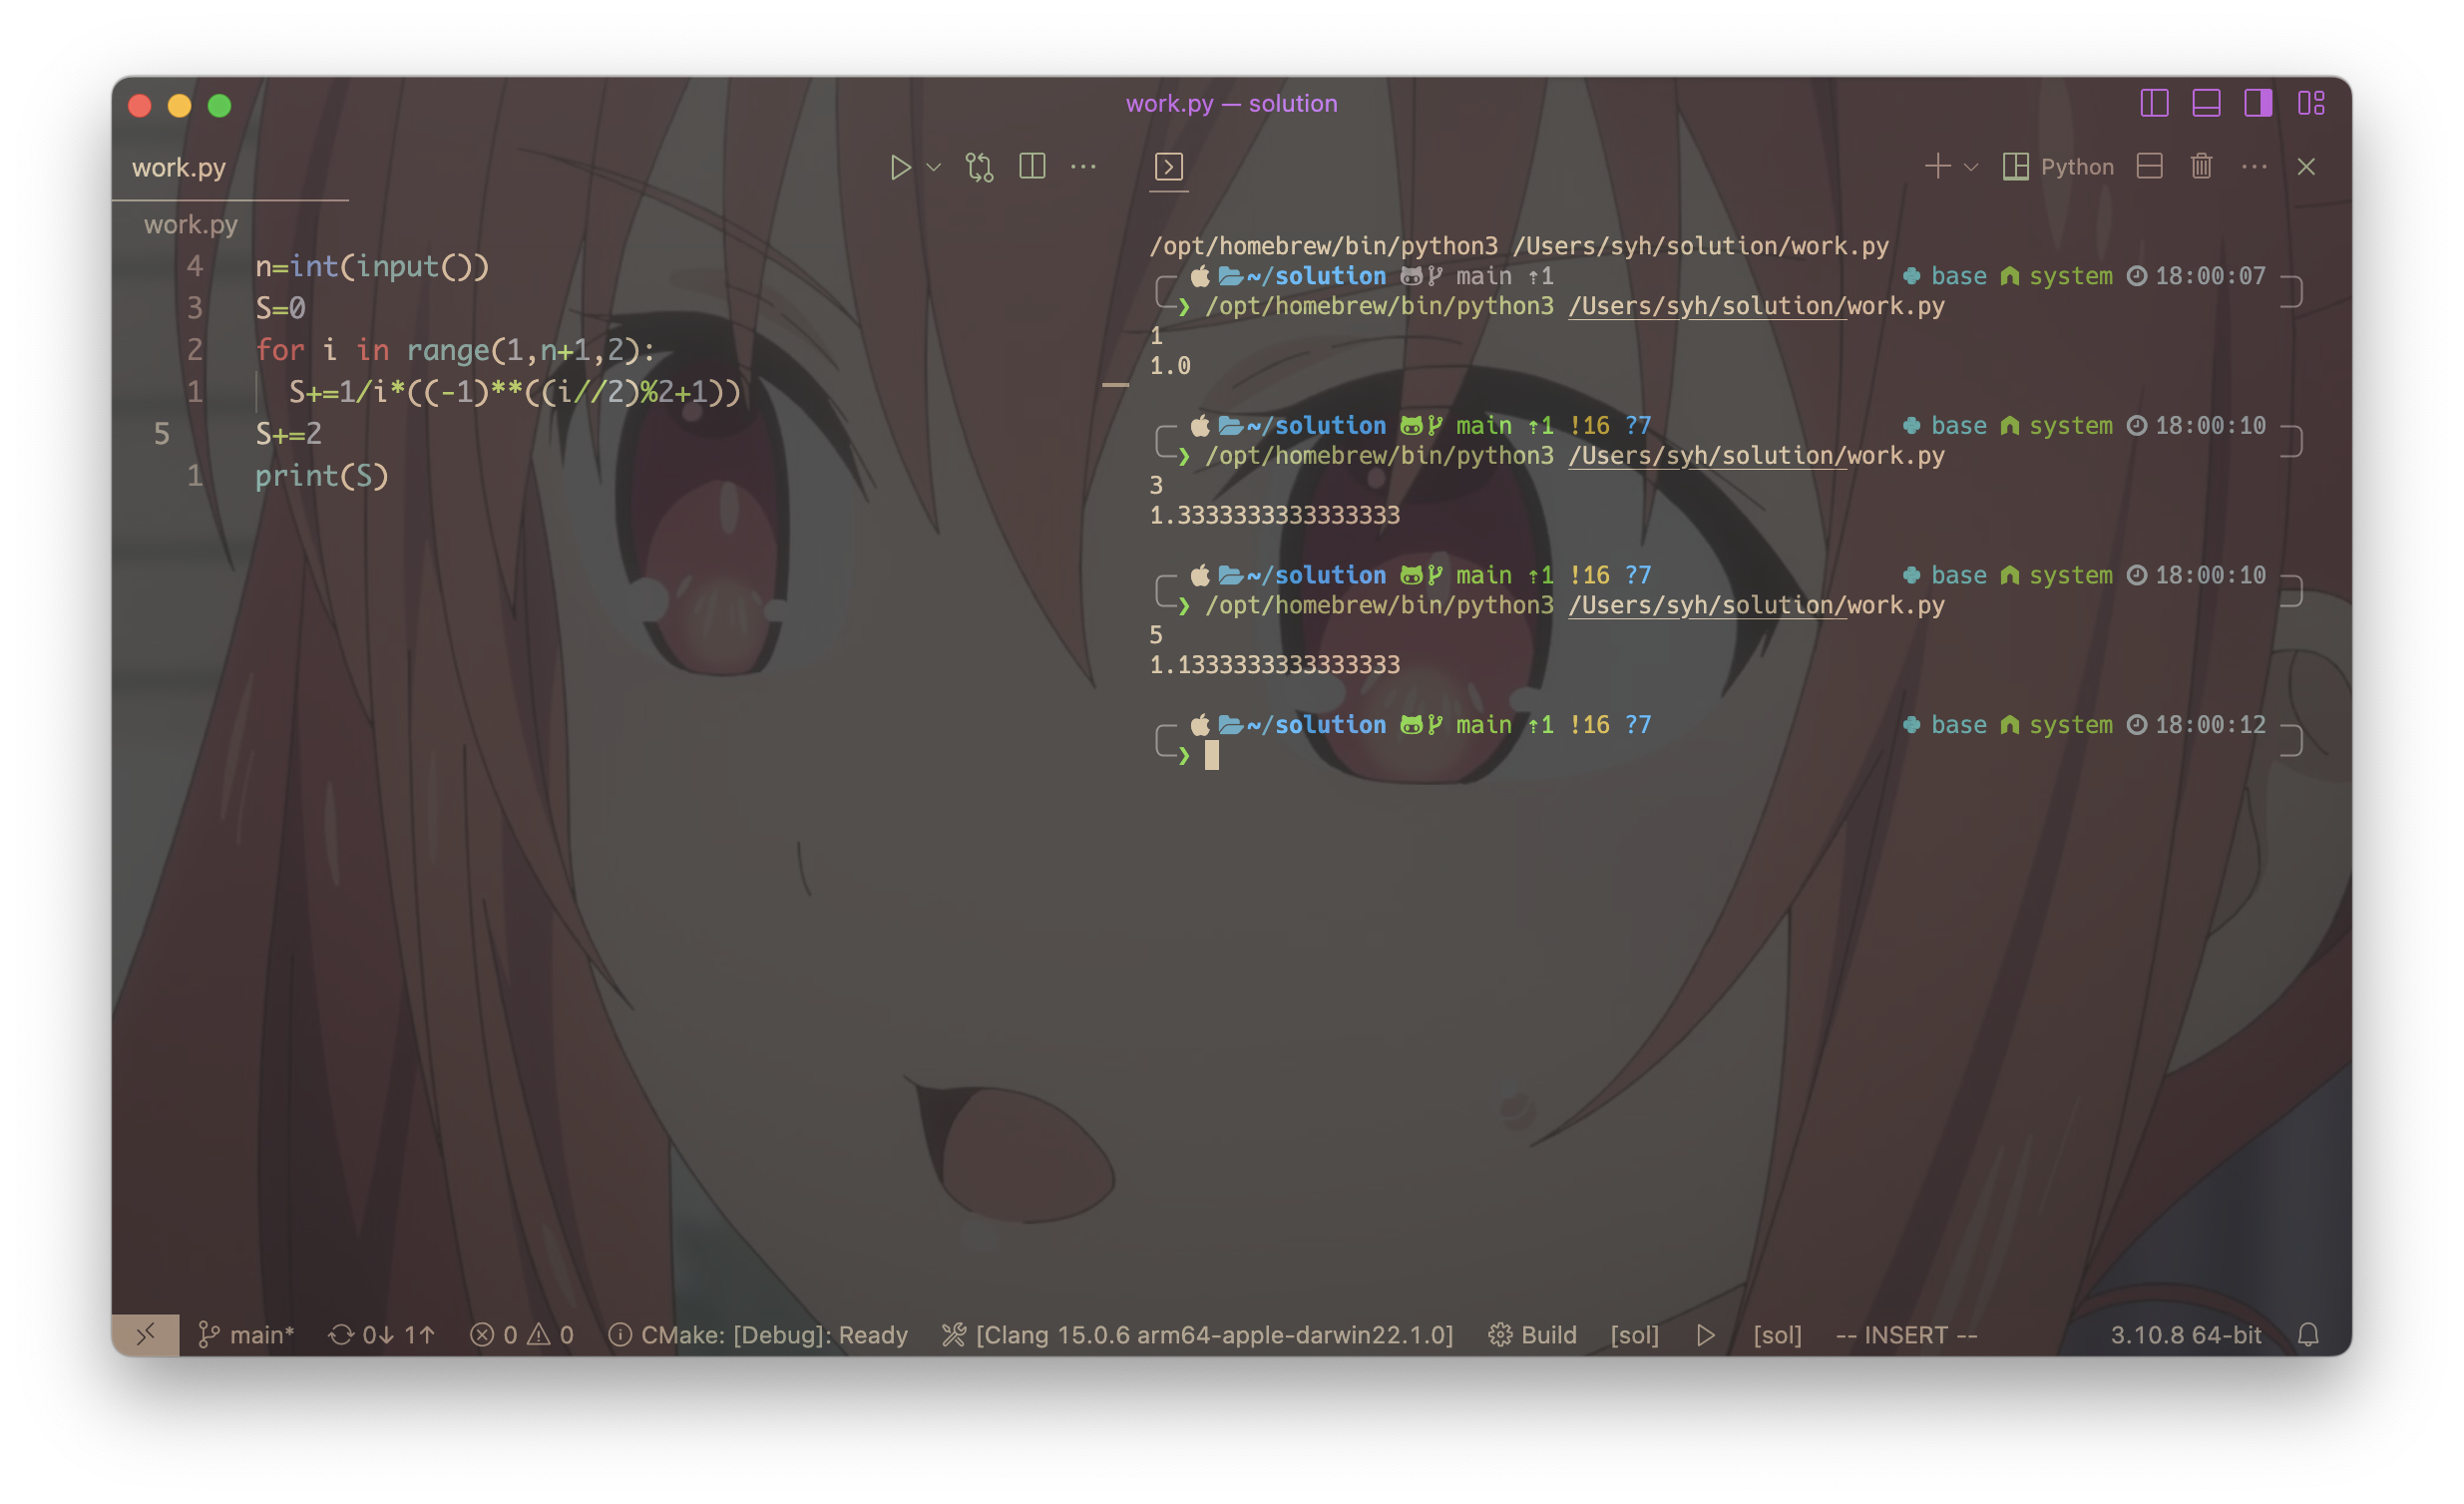 work.py — solution
work.py
Python
work.py
4 n=int(input())
3 S=0
2 for i in range(1,n+1,2):
1 S+=1/i*((-1)**((i//2)%2+1))
5 S+=2
1 print(S)
/opt/homebrew/bin/python3 /Users/syh/solution/work.py
~/solution main ⇡1 base system 18:00:07
❯ /opt/homebrew/bin/python3 /Users/syh/solution/work.py
1
1.0
~/solution main ⇡1 !16 ?7 base system 18:00:10
❯ /opt/homebrew/bin/python3 /Users/syh/solution/work.py
3
1.3333333333333333
~/solution main ⇡1 !16 ?7 base system 18:00:10
❯ /opt/homebrew/bin/python3 /Users/syh/solution/work.py
5
1.1333333333333333
~/solution main ⇡1 !16 ?7 base system 18:00:12
❯
main* 0↓ 1↑ 0 0 CMake: [Debug]: Ready [Clang 15.0.6 arm64-apple-darwin22.1.0] Build [sol] [sol] -- INSERT -- 3.10.8 64-bit